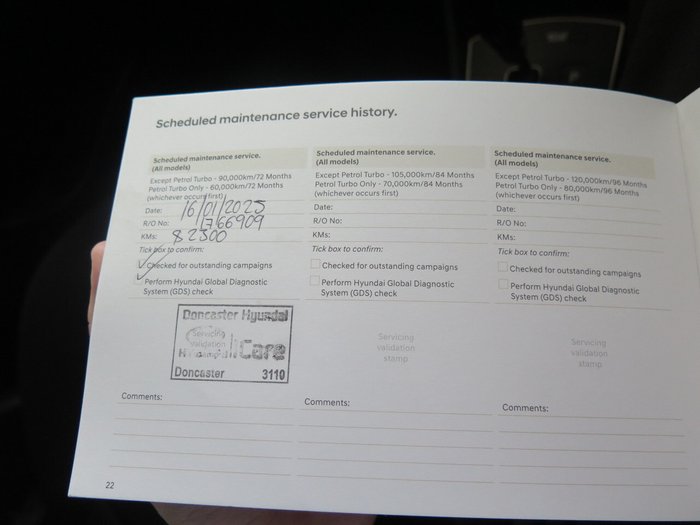 Scheduled maintenance service history.
Scheduled maintenance service.
(All models)
Except Petrol Turbo - 90,000km/72 Months
Petrol Turbo Only - 60,000km/72 Months
(whichever occurs first)
Date: 16/01/2025
R/O No: 1766909
KMs: 82300
Tick box to confirm:
Checked for outstanding campaigns
Perform Hyundai Global Diagnostic
System (GDS) check
Doncaster Hyundai
Servicing
validation
Care
Doncaster 3110
Comments:
Scheduled maintenance service.
(All models)
Except Petrol Turbo - 105,000km/84 Months
Petrol Turbo Only - 70,000km/84 Months
(whichever occurs first)
Date:
R/O No:
KMs:
Tick box to confirm:
Checked for outstanding campaigns
Perform Hyundai Global Diagnostic
System (GDS) check
Servicing
validation
stamp
Comments:
Scheduled maintenance service.
(All models)
Except Petrol Turbo - 120,000km/96 Months
Petrol Turbo Only - 80,000km/96 Months
(whichever occurs first)
Date:
R/O No:
KMs:
Tick box to confirm:
Checked for outstanding campaigns
Perform Hyundai Global Diagnostic
System (GDS) check
Servicing
validation
stamp
Comments:
22